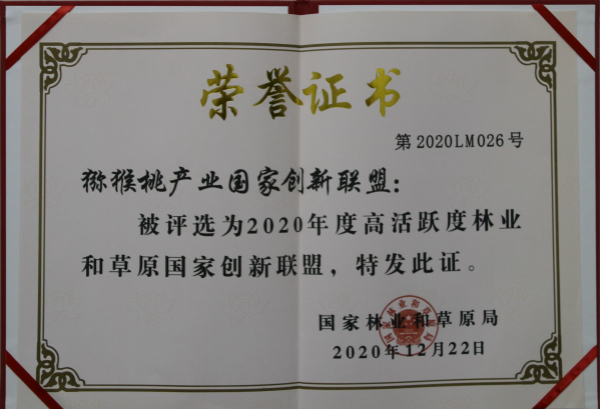 荣誉证书
第2020LM026号
猕猴桃产业国家创新联盟：
被评选为2020年度高活跃度林业
和草原国家创新联盟，特发此证。
国家林业和草原局
2020年12月22日